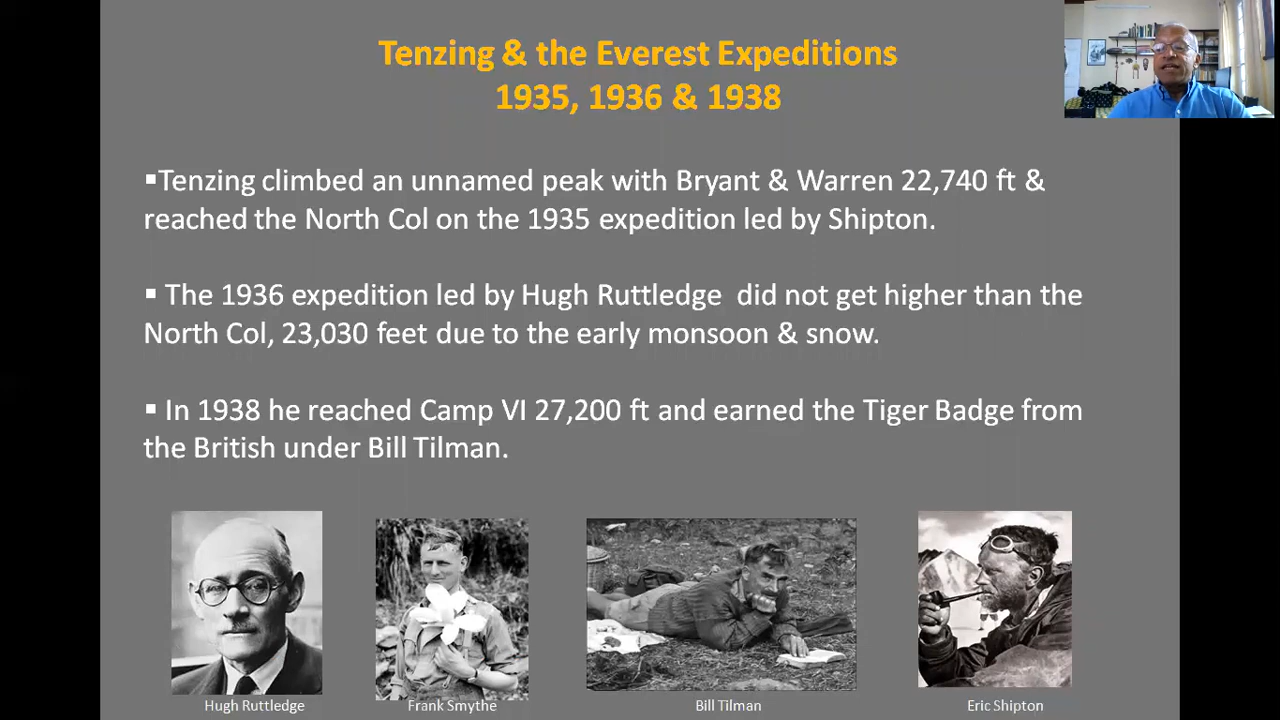 Tenzing & the Everest Expeditions
1935, 1936 & 1938
▪Tenzing climbed an unnamed peak with Bryant & Warren 22,740 ft &
reached the North Col on the 1935 expedition led by Shipton.
▪ The 1936 expedition led by Hugh Ruttledge  did not get higher than the
North Col, 23,030 feet due to the early monsoon & snow.
▪ In 1938 he reached Camp VI 27,200 ft and earned the Tiger Badge from
the British under Bill Tilman.
Hugh Ruttledge
Frank Smythe
Bill Tilman
Eric Shipton